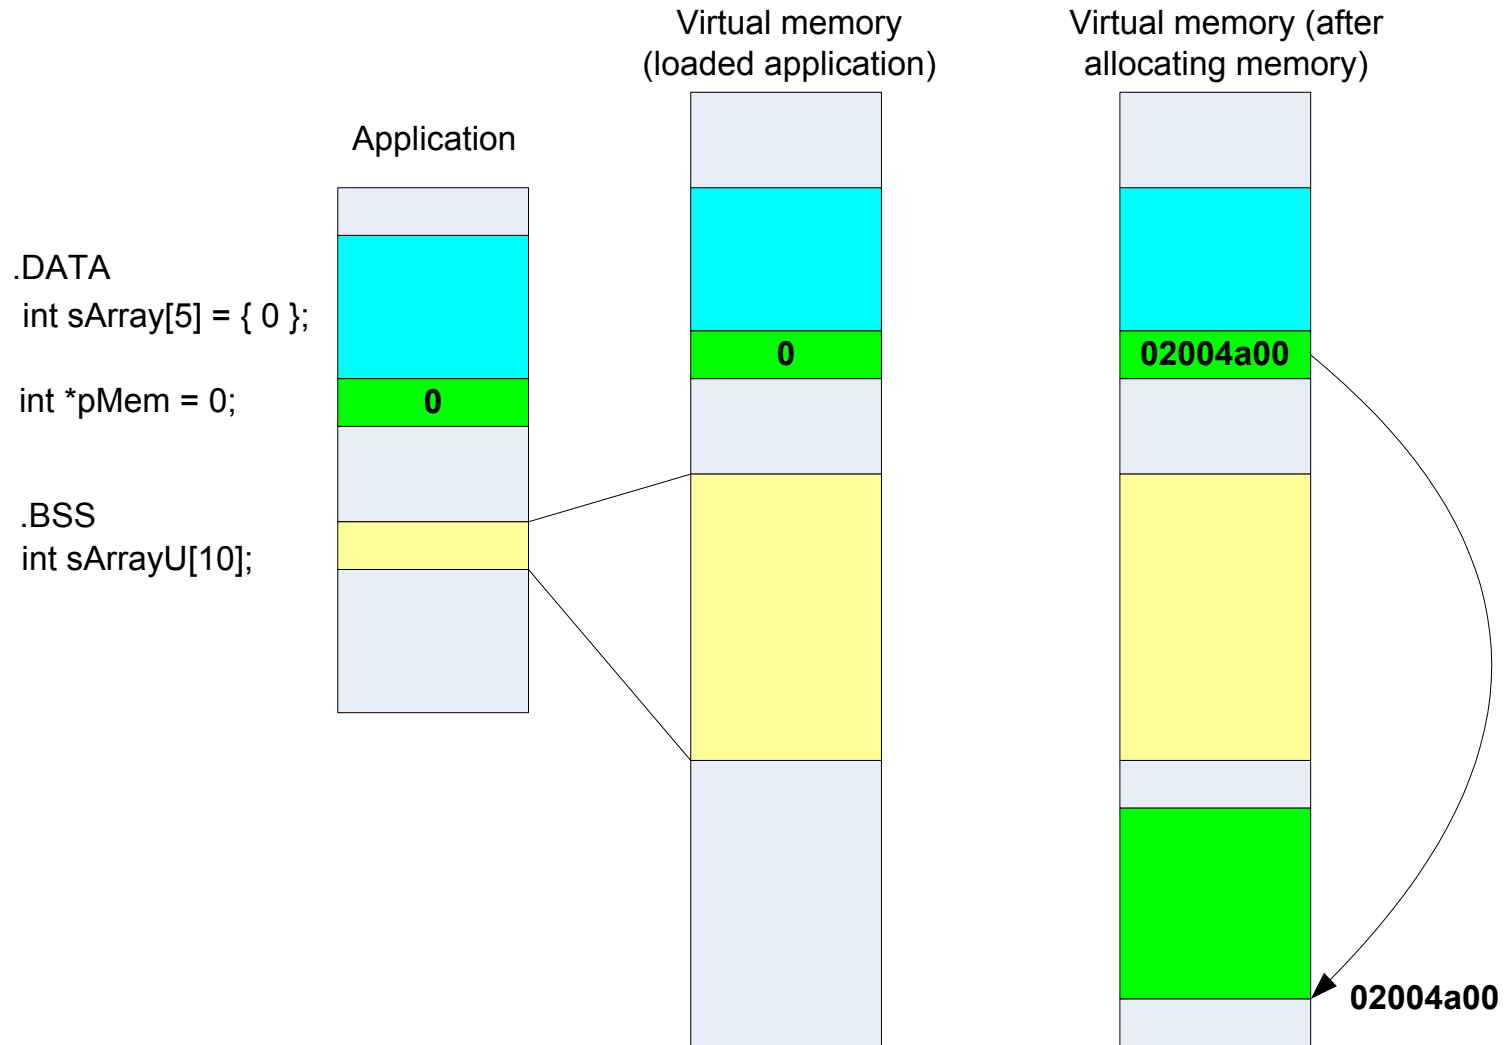 Virtual memory
(loaded application)
Virtual memory (after
allocating memory)
Application
.DATA
int sArray[5] = { 0 };
0
02004a00
int *pMem = 0;
0
.BSS
int sArrayU[10];
02004a00